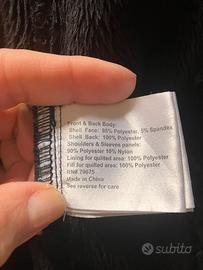 Front & Back Body:
Shell Face: 95% Polyester, 5% Spandex
Shell Back: 100% Polyester
Shoulders & Sleeves panels:
90% Polyester 10% Nylon
Lining for quilted area: 100% Polyester
Fill for quilted area: 100% Polyester
RN# 79675
Made in China
See reverse for care
subito